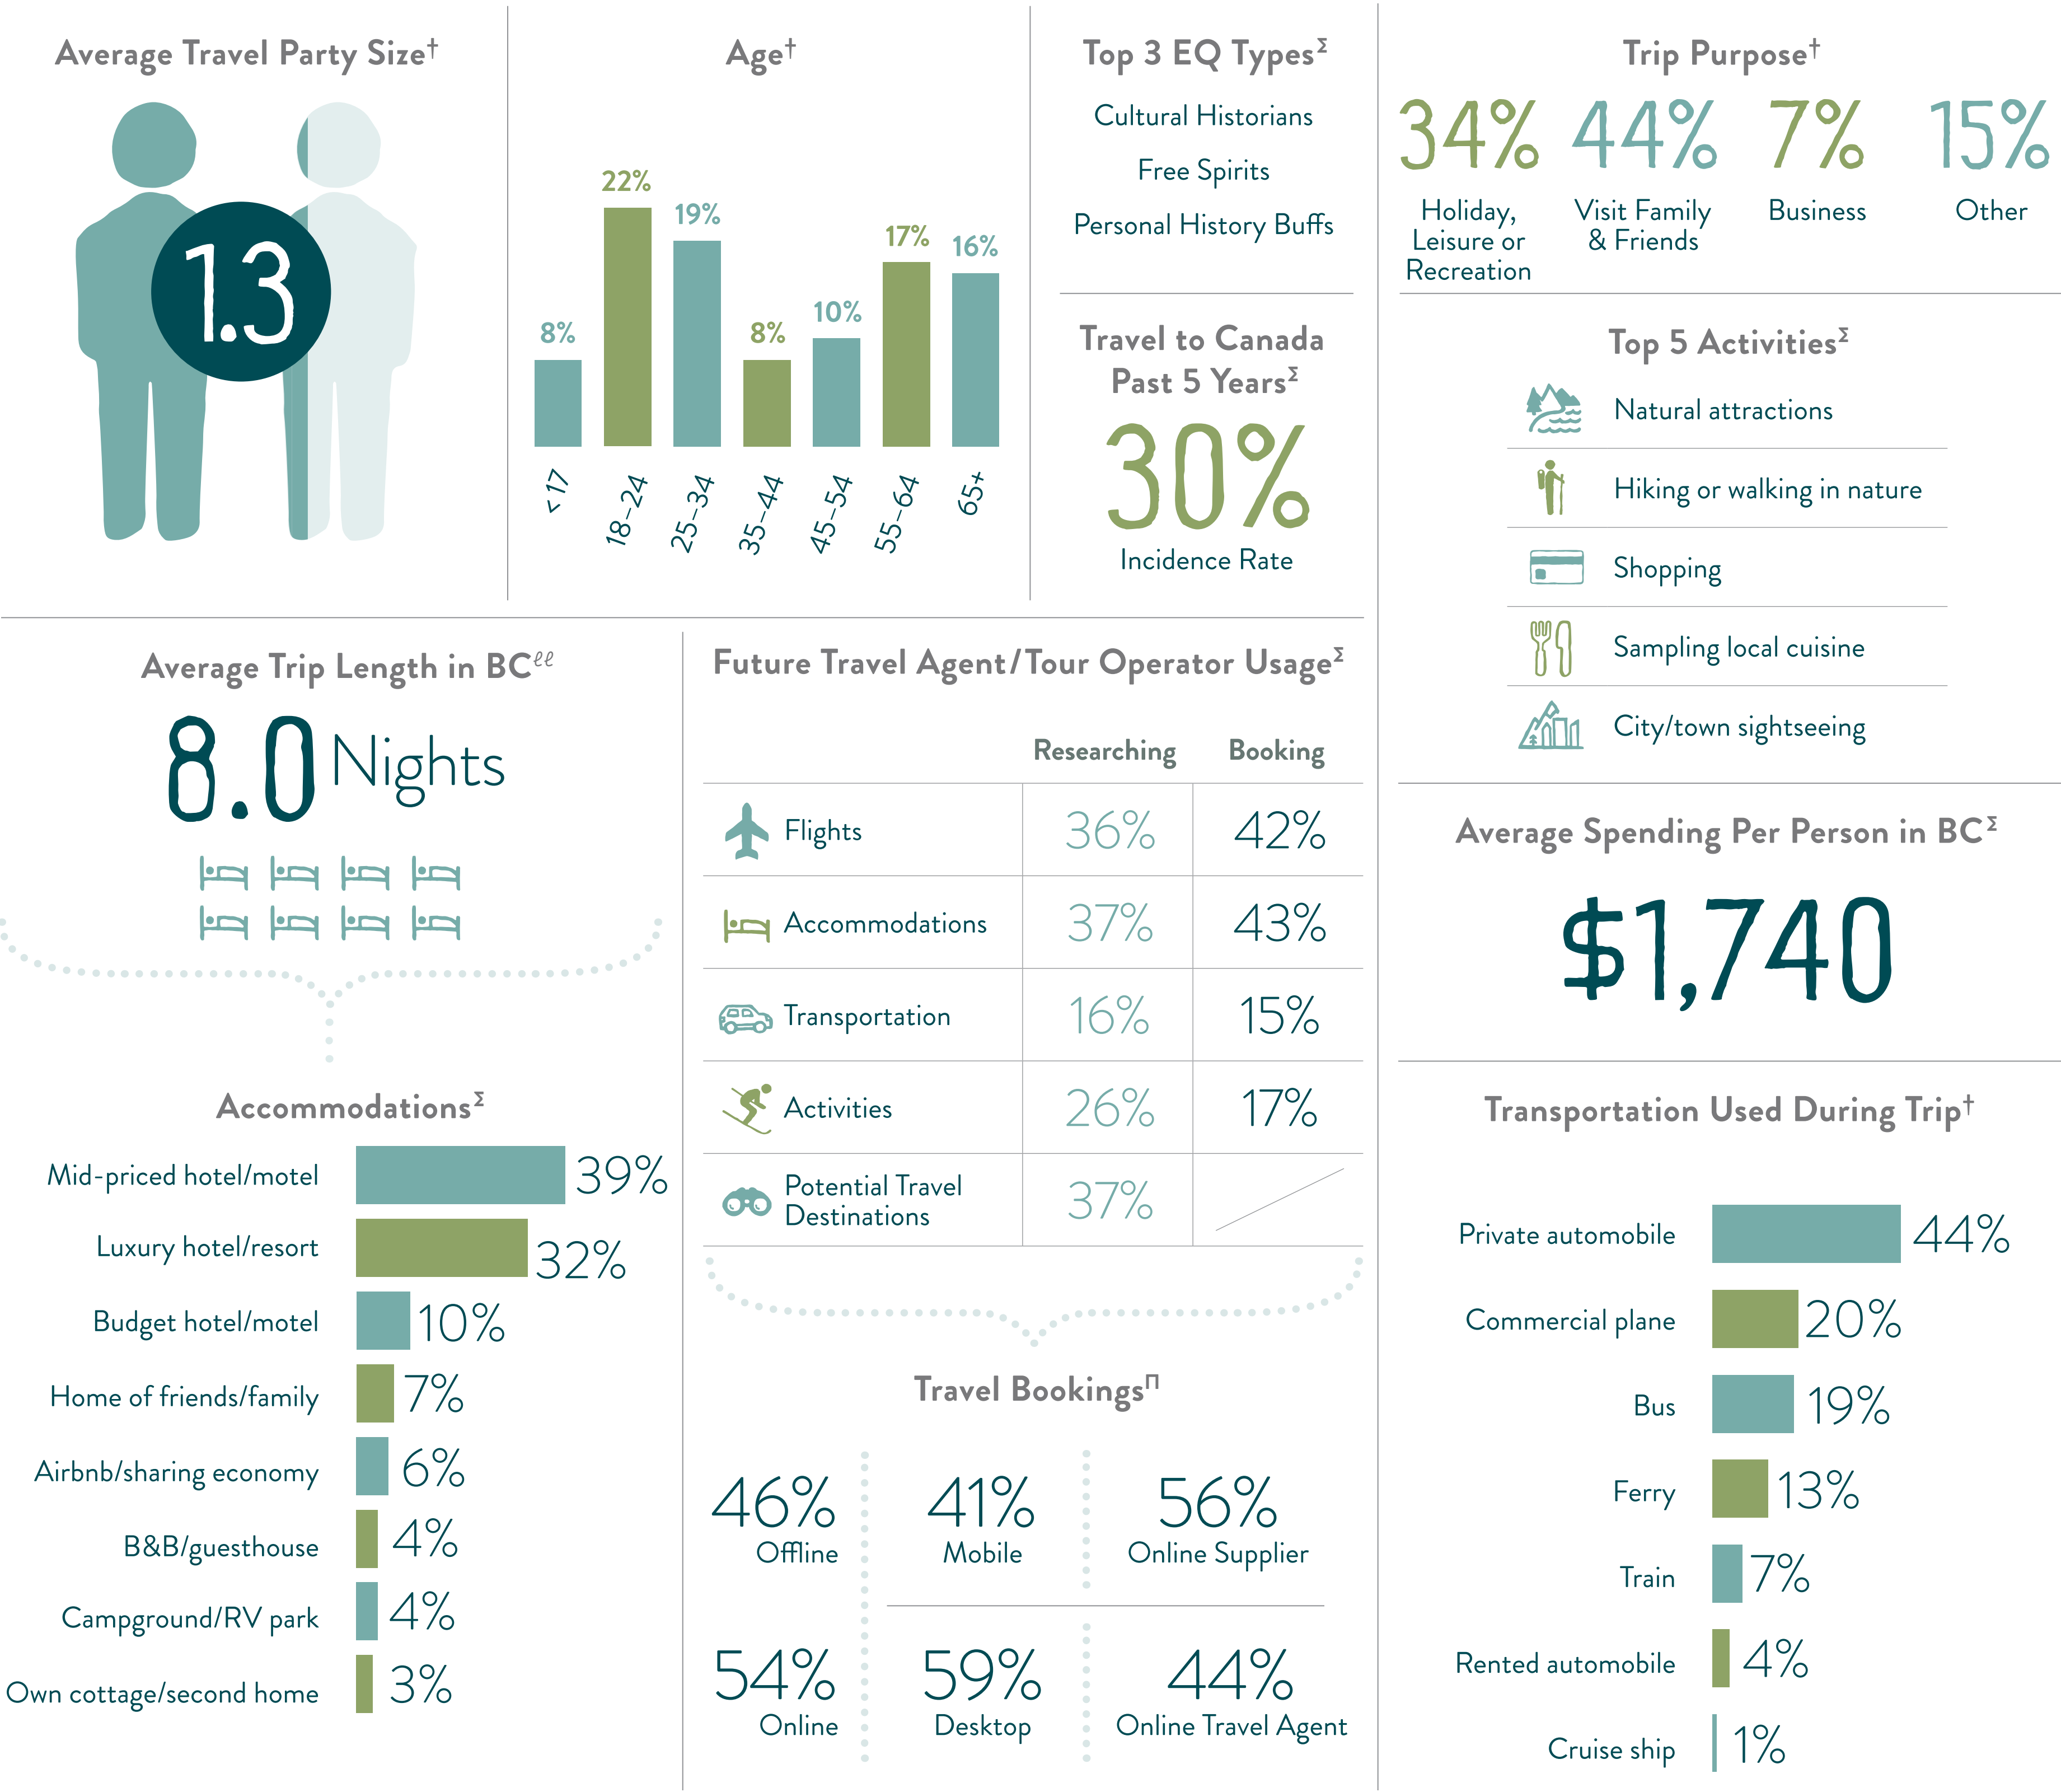 Average Travel Party Size†
1.3
Age†
8%
22%
19%
8%
10%
17%
16%
<17
18–24
25–34
35–44
45–54
55–64
65+
Top 3 EQ Types Σ
Cultural Historians
Free Spirits
Personal History Buffs
Travel to Canada
Past 5 Years Σ
30%
Incidence Rate
Trip Purpose†
34%
Holiday,
Leisure or
Recreation
44%
Visit Family
& Friends
7%
Business
15%
Other
Top 5 Activities Σ
Natural attractions
Hiking or walking in nature
Shopping
Sampling local cuisine
City/town sightseeing
Average Trip Length in BC ℓℓ
8.0 Nights
Accommodations Σ
Mid-priced hotel/motel 39%
Luxury hotel/resort 32%
Budget hotel/motel 10%
Home of friends/family 7%
Airbnb/sharing economy 6%
B&B/guesthouse 4%
Campground/RV park 4%
Own cottage/second home 3%
Future Travel Agent/Tour Operator Usage Σ
Researching Booking
Flights 36% 42%
Accommodations 37% 43%
Transportation 16% 15%
Activities 26% 17%
Potential Travel
Destinations 37%
Travel Bookings Π
46%
Offline
41%
Mobile
56%
Online Supplier
54%
Online
59%
Desktop
44%
Online Travel Agent
Average Spending Per Person in BC Σ
$1,740
Transportation Used During Trip†
Private automobile 44%
Commercial plane 20%
Bus 19%
Ferry 13%
Train 7%
Rented automobile 4%
Cruise ship 1%